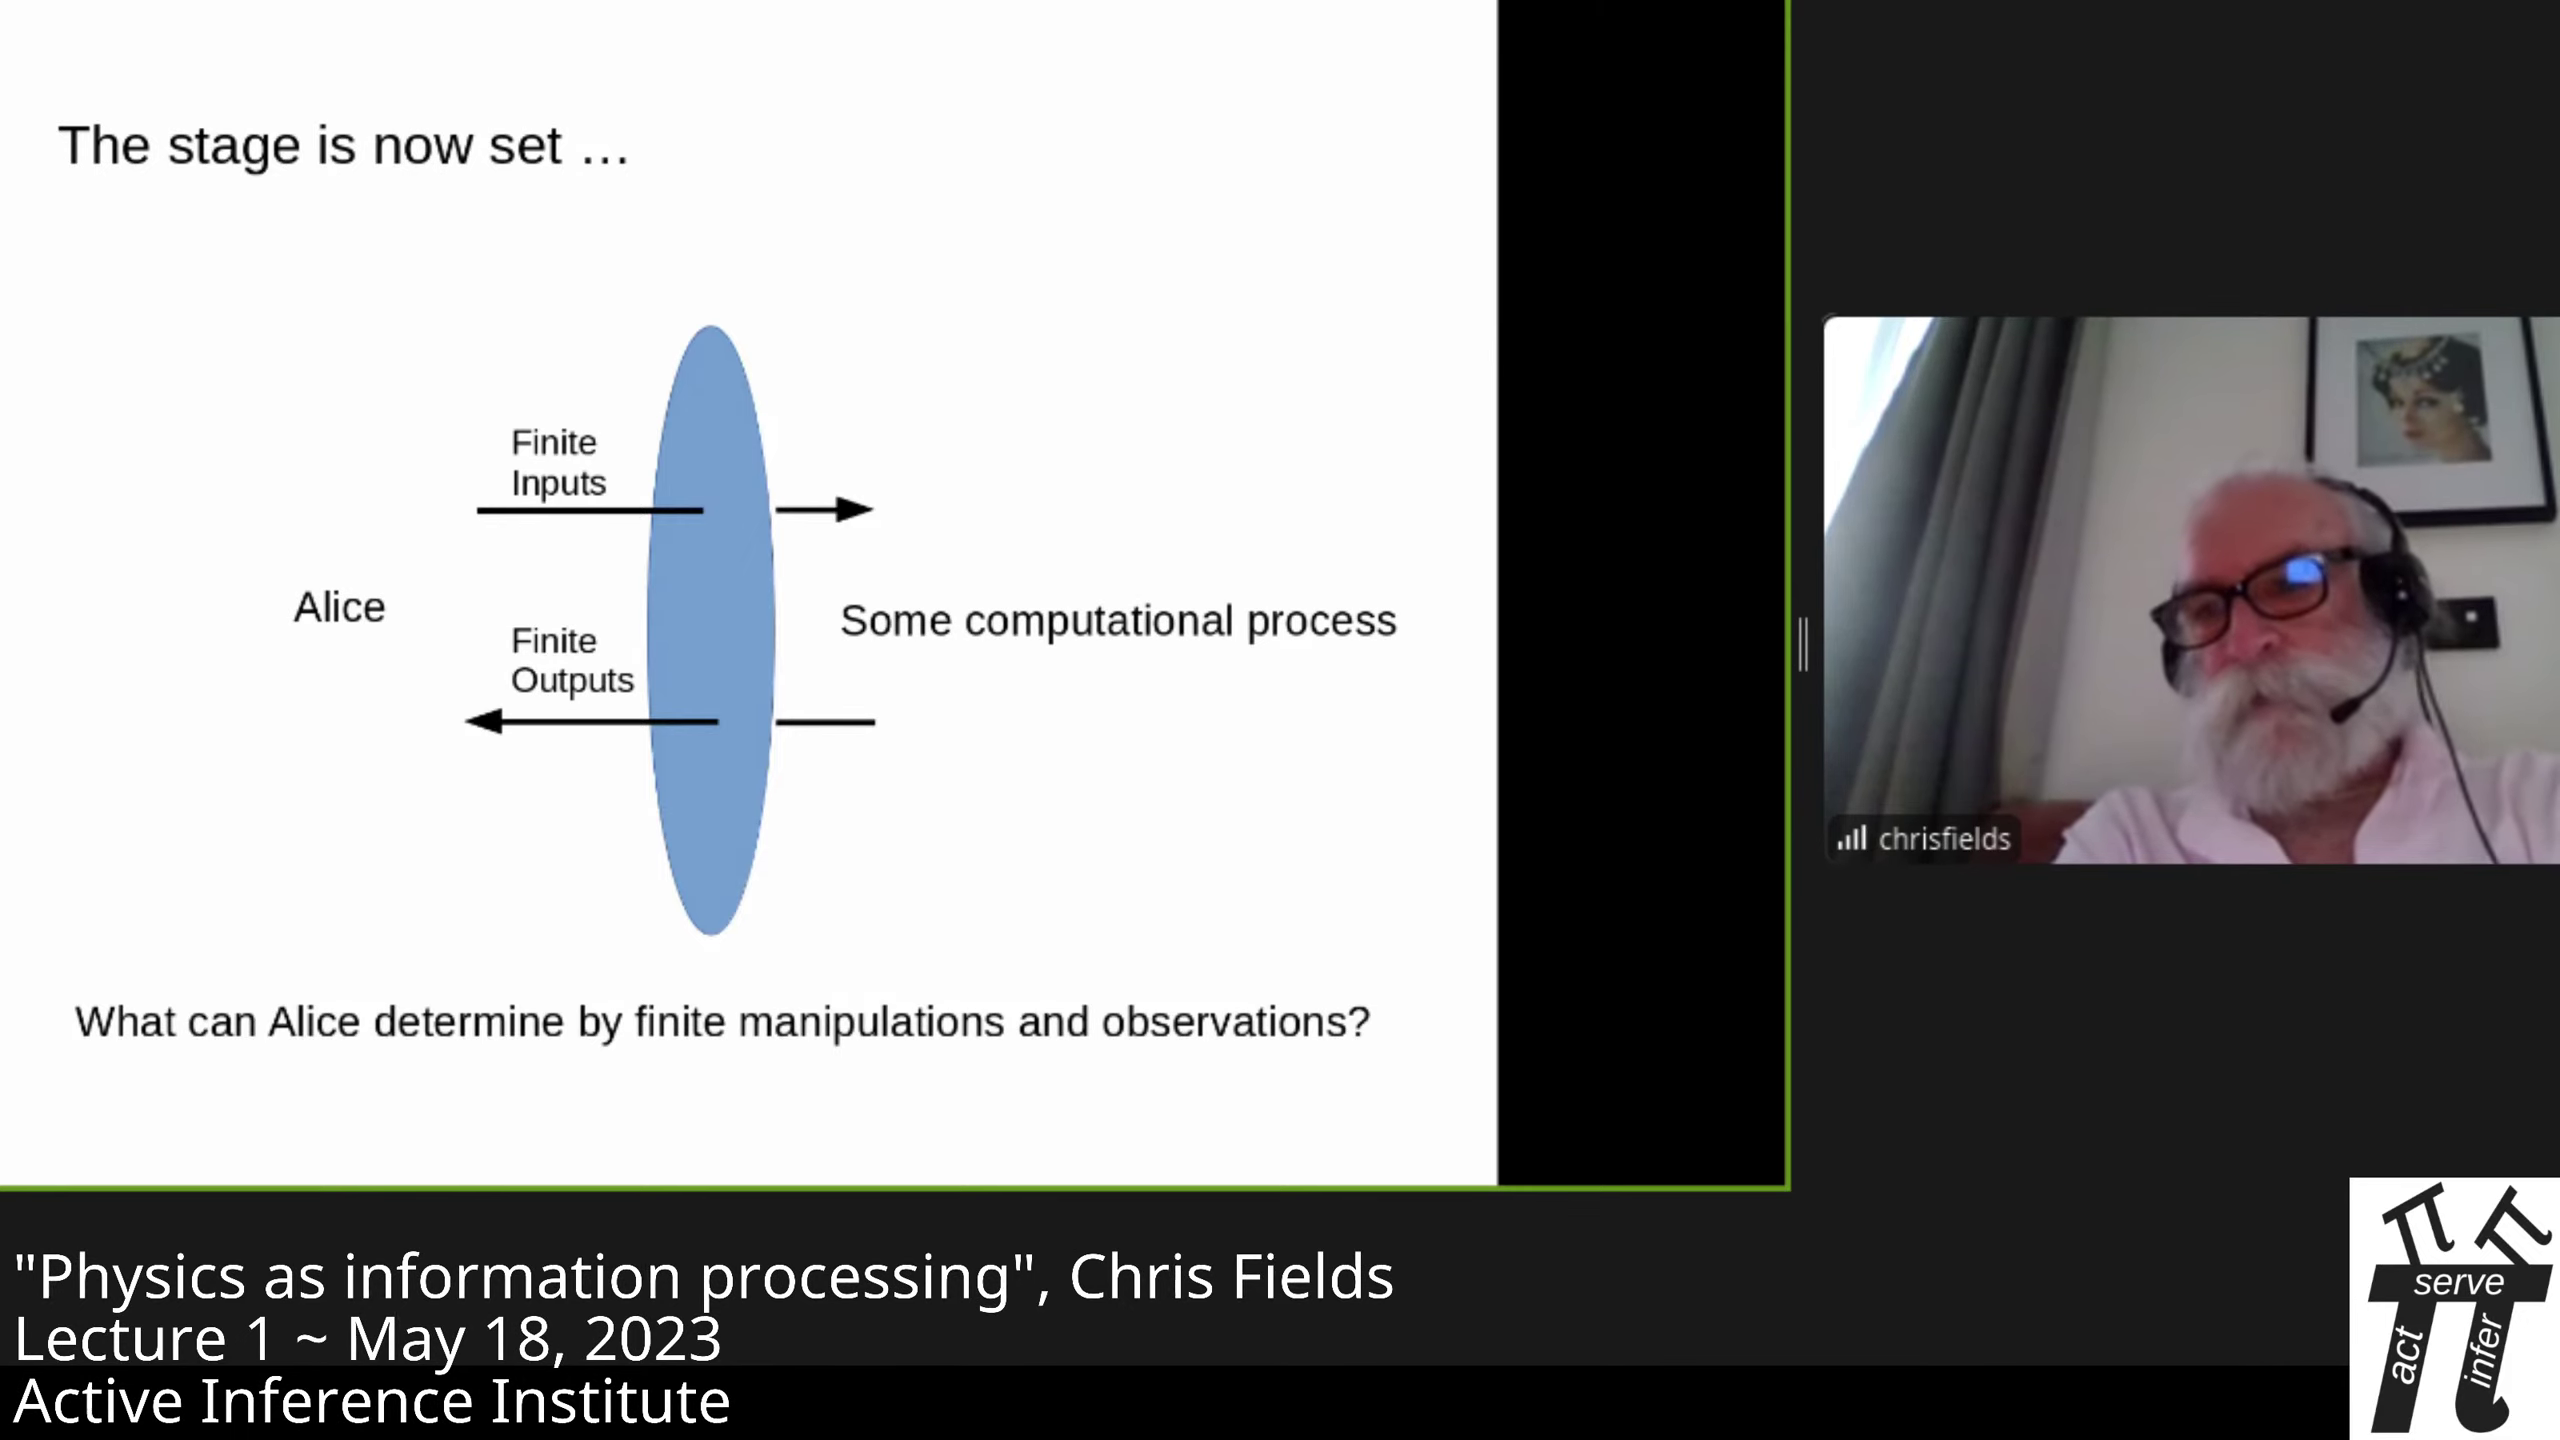 The stage is now set …
Finite
Inputs
Alice
Finite
Outputs
Some computational process
What can Alice determine by finite manipulations and observations?
chrisfields
"Physics as information processing", Chris Fields
Lecture 1 ~ May 18, 2023
Active Inference Institute
serve
act
infer